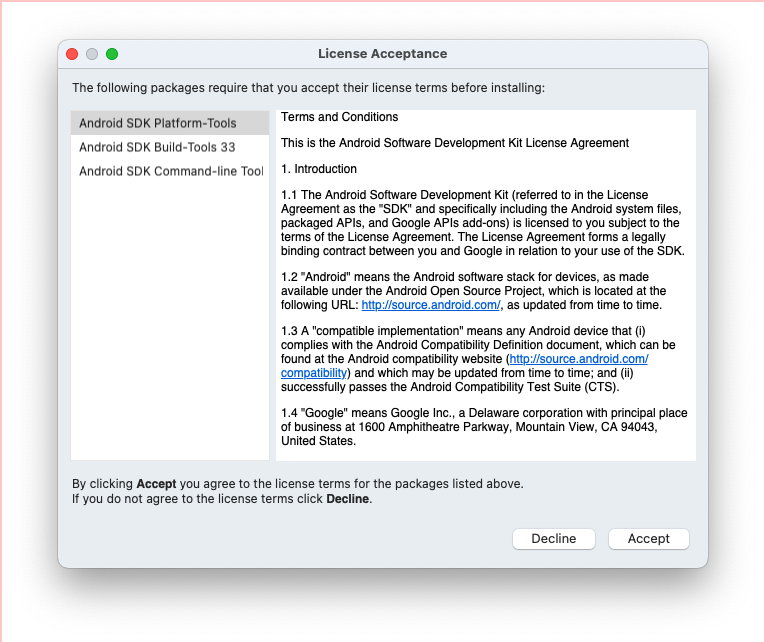 License Acceptance
The following packages require that you accept their license terms before installing:
Android SDK Platform-Tools
Android SDK Build-Tools 33
Android SDK Command-line Tool
Terms and Conditions
This is the Android Software Development Kit License Agreement
1. Introduction
1.1 The Android Software Development Kit (referred to in the License
Agreement as the "SDK" and specifically including the Android system files,
packaged APIs, and Google APIs add-ons) is licensed to you subject to the
terms of the License Agreement. The License Agreement forms a legally
binding contract between you and Google in relation to your use of the SDK.
1.2 "Android" means the Android software stack for devices, as made
available under the Android Open Source Project, which is located at the
following URL: http://source.android.com/, as updated from time to time.
1.3 A "compatible implementation" means any Android device that (i)
complies with the Android Compatibility Definition document, which can be
found at the Android compatibility website (http://source.android.com/
compatibility) and which may be updated from time to time; and (ii)
successfully passes the Android Compatibility Test Suite (CTS).
1.4 "Google" means Google Inc., a Delaware corporation with principal place
of business at 1600 Amphitheatre Parkway, Mountain View, CA 94043,
United States.
By clicking Accept you agree to the license terms for the packages listed above.
If you do not agree to the license terms click Decline.
Decline
Accept